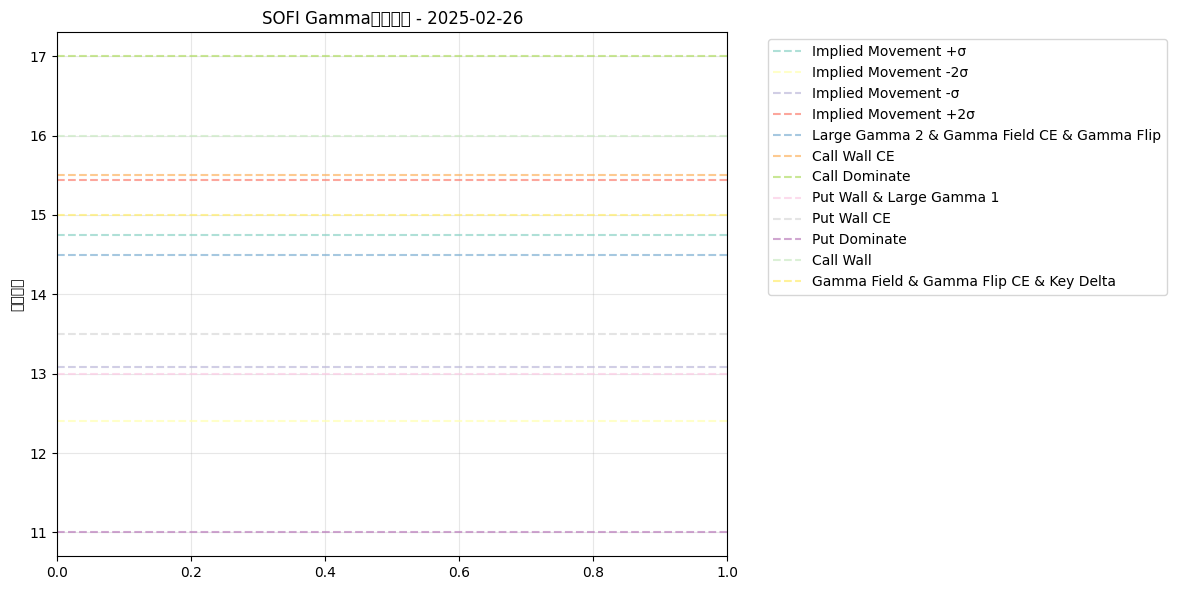 SOFI Gamma - 2025-02-26
17
16
15
14
13
12
11
0.0 0.2 0.4 0.6 0.8 1.0
Implied Movement +σ
Implied Movement -2σ
Implied Movement -σ
Implied Movement +2σ
Large Gamma 2 & Gamma Field CE & Gamma Flip
Call Wall CE
Call Dominate
Put Wall & Large Gamma 1
Put Wall CE
Put Dominate
Call Wall
Gamma Field & Gamma Flip CE & Key Delta